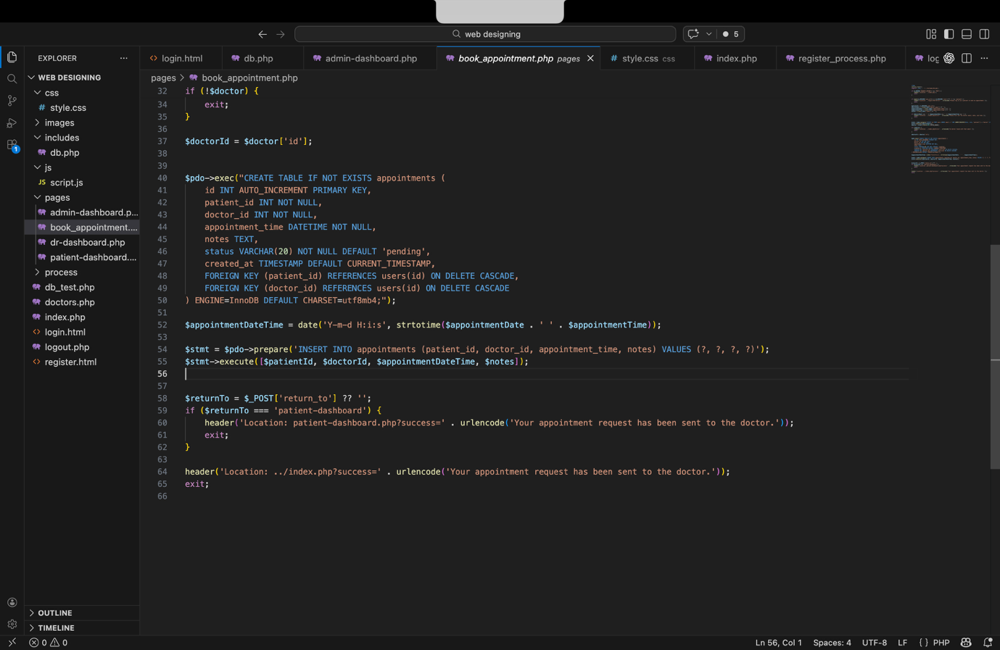 web designing
5
EXPLORER
login.html
db.php
admin-dashboard.php
book_appointment.php pages
# style.css css
index.php
register_process.php
log
WEB DESIGNING
css
# style.css
images
includes
db.php
js
JS script.js
pages
admin-dashboard.p...
book_appointment....
dr-dashboard.php
patient-dashboard....
process
db_test.php
doctors.php
index.php
login.html
logout.php
register.html
OUTLINE
TIMELINE
1
pages > book_appointment.php
32 if (!$doctor) {
34 exit;
35 }
36
37 $doctorId = $doctor['id'];
38
39
40 $pdo->exec("CREATE TABLE IF NOT EXISTS appointments (
41 id INT AUTO_INCREMENT PRIMARY KEY,
42 patient_id INT NOT NULL,
43 doctor_id INT NOT NULL,
44 appointment_time DATETIME NOT NULL,
45 notes TEXT,
46 status VARCHAR(20) NOT NULL DEFAULT 'pending',
47 created_at TIMESTAMP DEFAULT CURRENT_TIMESTAMP,
48 FOREIGN KEY (patient_id) REFERENCES users(id) ON DELETE CASCADE,
49 FOREIGN KEY (doctor_id) REFERENCES users(id) ON DELETE CASCADE
50 ) ENGINE=InnoDB DEFAULT CHARSET=utf8mb4;");
51
52 $appointmentDateTime = date('Y-m-d H:i:s', strtotime($appointmentDate . ' ' . $appointmentTime));
53
54 $stmt = $pdo->prepare('INSERT INTO appointments (patient_id, doctor_id, appointment_time, notes) VALUES (?, ?, ?, ?)');
55 $stmt->execute([$patientId, $doctorId, $appointmentDateTime, $notes]);
56
57
58 $returnTo = $_POST['return_to'] ?? '';
59 if ($returnTo === 'patient-dashboard') {
60 header('Location: patient-dashboard.php?success=' . urlencode('Your appointment request has been sent to the doctor.'));
61 exit;
62 }
63
64 header('Location: ../index.php?success=' . urlencode('Your appointment request has been sent to the doctor.'));
65 exit;
66
0 0
Ln 56, Col 1
Spaces: 4
UTF-8
LF
{ } PHP